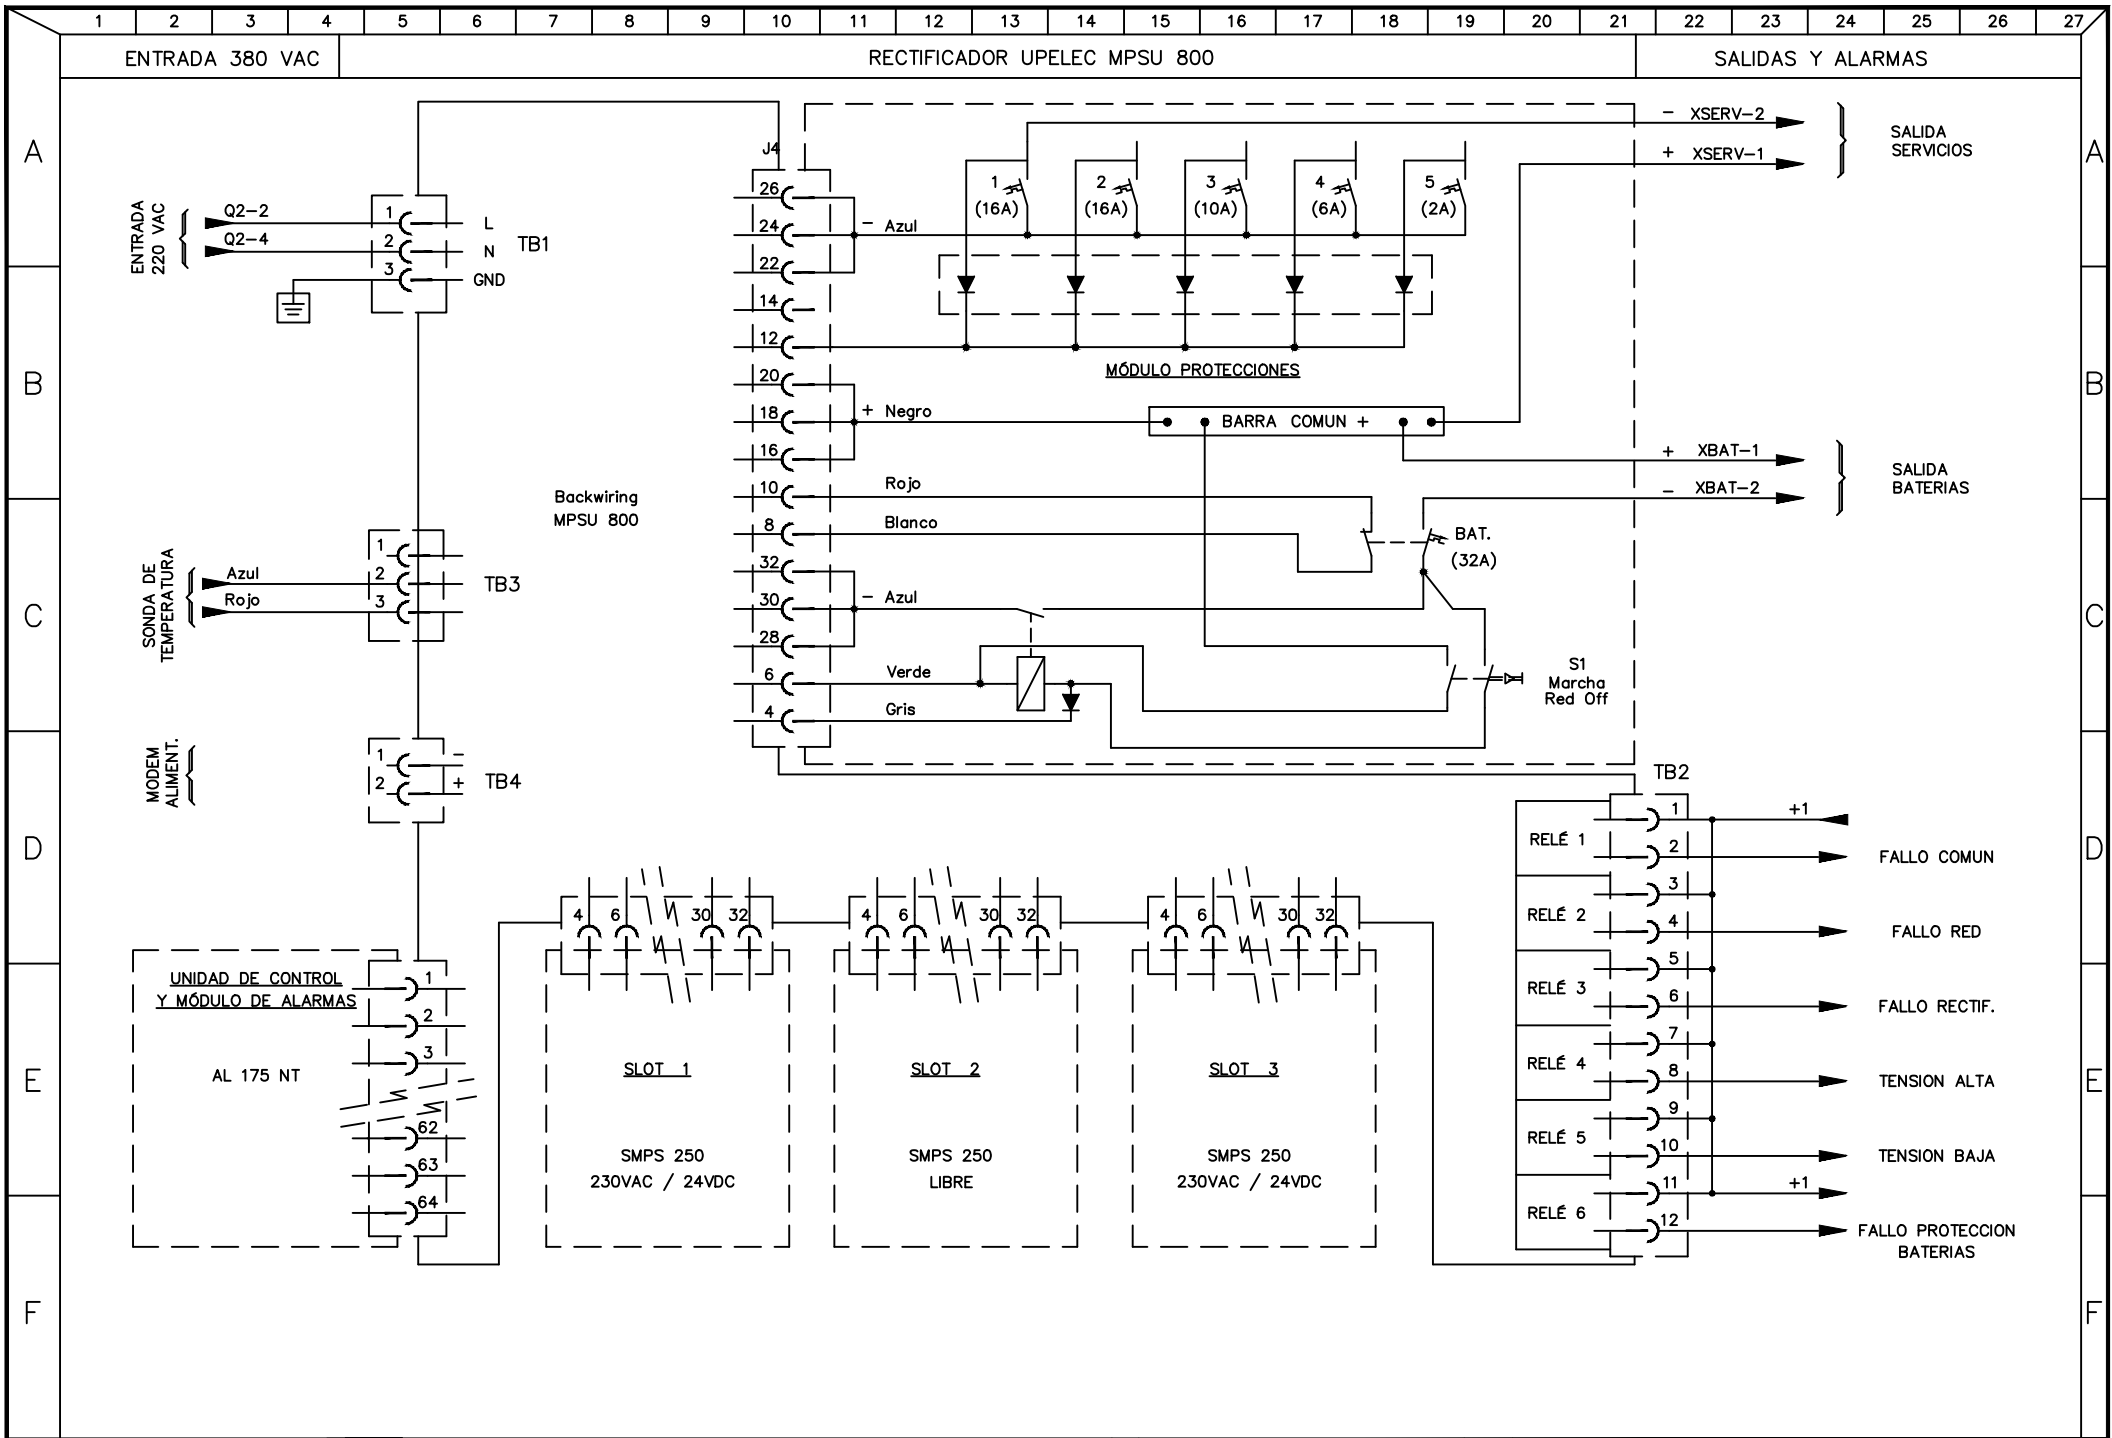 1 2 3 4 5 6 7 8 9 10 11 12 13 14 15 16 17 18 19 20 21 22 23 24 25 26 27
ENTRADA 380 VAC
RECTIFICADOR UPELEC MPSU 800
SALIDAS Y ALARMAS
A
B
C
D
E
F
A
B
C
D
E
F
ENTRADA
220 VAC
Q2-2
Q2-4
1
2
3
L
N
GND
TB1
SONDA DE
TEMPERATURA
Azul
Rojo
1
2
3
TB3
MODEM
ALIMENT.
1
2
-
+
TB4
UNIDAD DE CONTROL
Y MÓDULO DE ALARMAS
AL 175 NT
1
2
3
62
63
64
Backwiring
MPSU 800
J4
26
24
22
14
12
20
18
16
10
8
32
30
28
6
4
- Azul
+ Negro
Rojo
Blanco
- Azul
Verde
Gris
1
(16A)
2
(16A)
3
(10A)
4
(6A)
5
(2A)
MÓDULO PROTECCIONES
BARRA COMUN +
BAT.
(32A)
S1
Marcha
Red Off
- XSERV-2
+ XSERV-1
SALIDA
SERVICIOS
+ XBAT-1
- XBAT-2
SALIDA
BATERIAS
4 6 30 32
SLOT 1
SMPS 250
230VAC / 24VDC
4 6 30 32
SLOT 2
SMPS 250
LIBRE
4 6 30 32
SLOT 3
SMPS 250
230VAC / 24VDC
TB2
RELÉ 1
RELÉ 2
RELÉ 3
RELÉ 4
RELÉ 5
RELÉ 6
1 +1
2 FALLO COMUN
3
4 FALLO RED
5
6 FALLO RECTIF.
7
8 TENSION ALTA
9
10 TENSION BAJA
11 +1
12 FALLO PROTECCION
BATERIAS